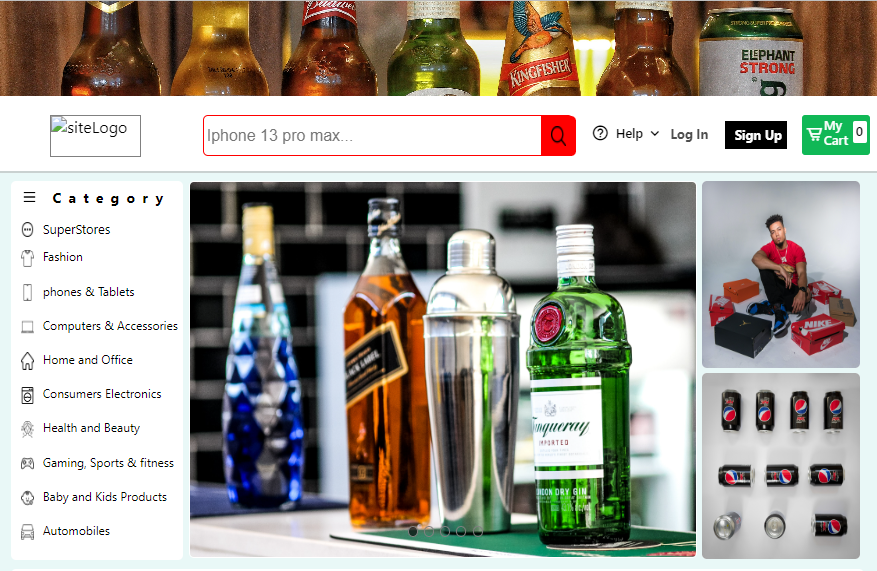 Budweiser
KINGFISHER
ELEPHANT
STRONG
siteLogo
Iphone 13 pro max...
Help
Log In
Sign Up
My
Cart
0
Category
SuperStores
Fashion
phones & Tablets
Computers & Accessories
Home and Office
Consumers Electronics
Health and Beauty
Gaming, Sports & fitness
Baby and Kids Products
Automobiles
LABEL
Tanqueray
IMPORTED
LONDON DRY GIN
NIKE